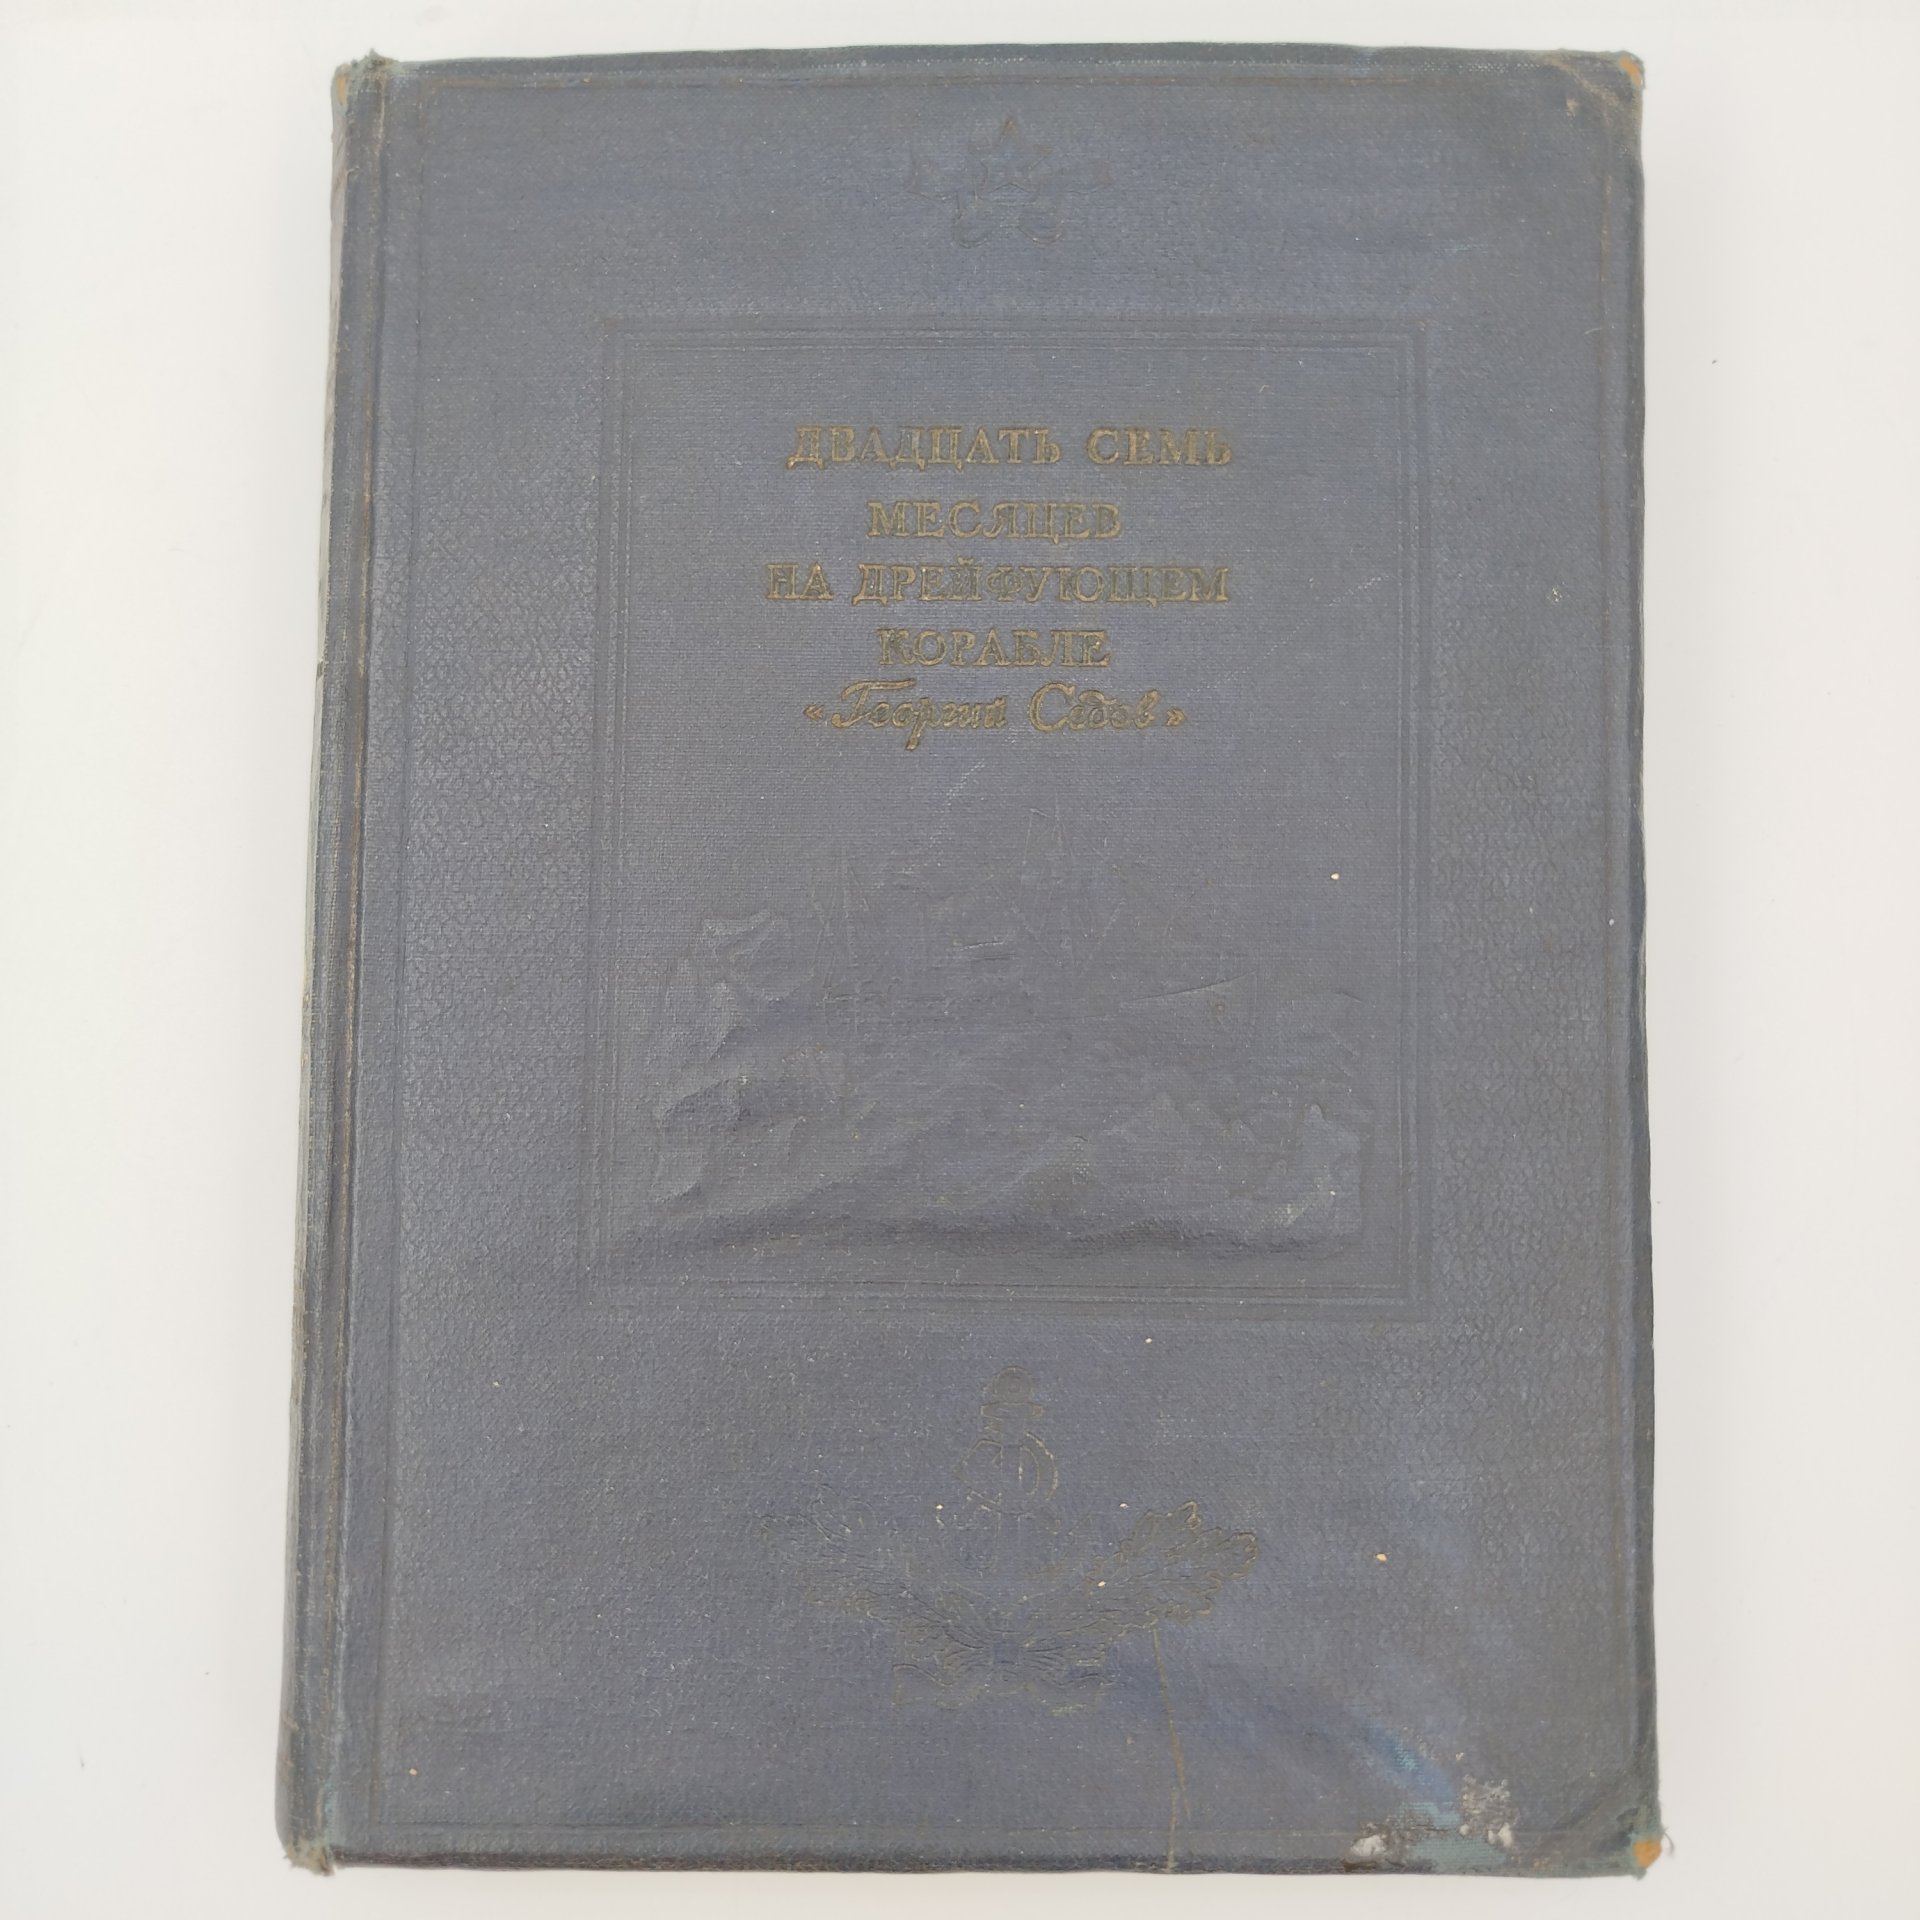 ДВАДЦАТЬ СЕМЬ
МЕСЯЦЕВ
НА ДРЕЙФУЮЩЕМ
КОРАБЛЕ
«Георгий Седов»